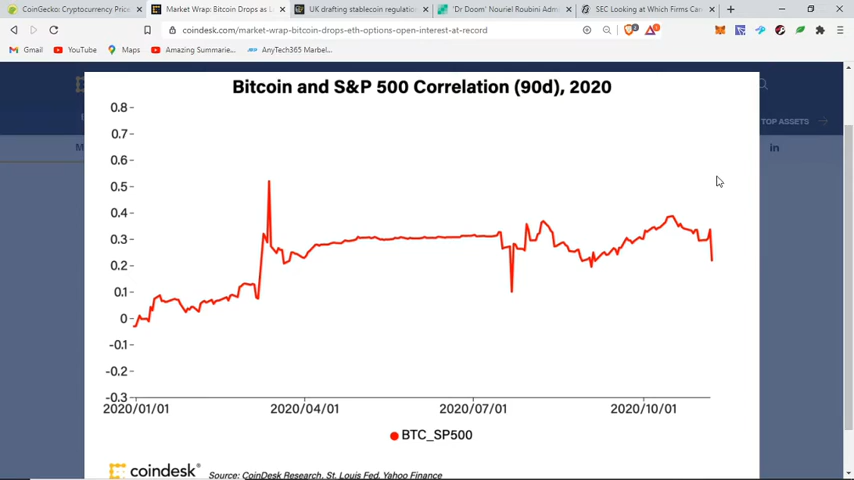 CoinGecko: Cryptocurrency Price
Market Wrap: Bitcoin Drops as L
UK drafting stablecoin regulation
'Dr Doom' Nouriel Roubini Adm
SEC Looking at Which Firms Can
coindesk.com/market-wrap-bitcoin-drops-eth-options-open-interest-at-record
Gmail
YouTube
Maps
Amazing Summarie...
AnyTech365 Marbel...
TOP ASSETS
in
Bitcoin and S&P 500 Correlation (90d), 2020
0.8
0.7
0.6
0.5
0.4
0.3
0.2
0.1
0
-0.1
-0.2
-0.3
2020/01/01 2020/04/01 2020/07/01 2020/10/01
BTC_SP500
coindesk Source: CoinDesk Research, St. Louis Fed, Yahoo Finance